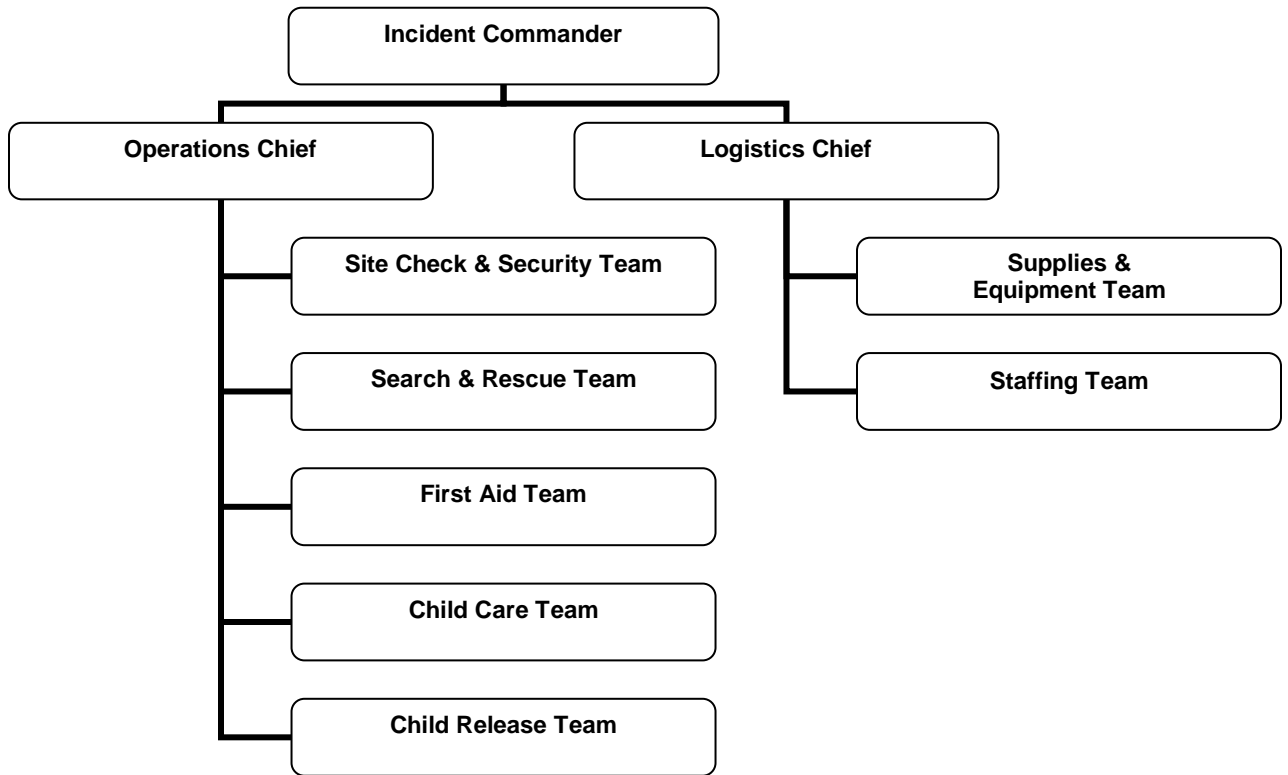 Incident Commander
Operations Chief
Logistics Chief
Site Check & Security Team
Search & Rescue Team
First Aid Team
Child Care Team
Child Release Team
Supplies &
Equipment Team
Staffing Team